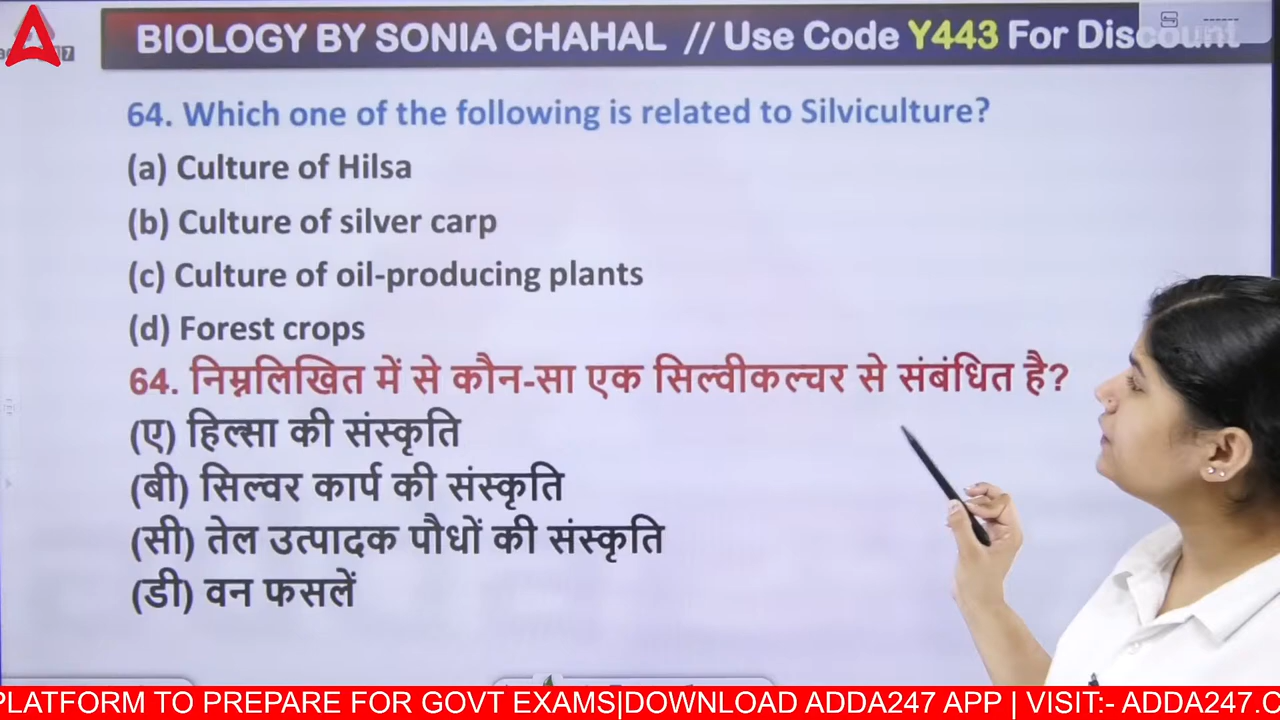 BIOLOGY BY SONIA CHAHAL // Use Code Y443 For Discount
64. Which one of the following is related to Silviculture?
(a) Culture of Hilsa
(b) Culture of silver carp
(c) Culture of oil-producing plants
(d) Forest crops
64. निम्नलिखित में से कौन-सा एक सिल्वीकल्चर से संबंधित है?
(ए) हिल्सा की संस्कृति
(बी) सिल्वर कार्प की संस्कृति
(सी) तेल उत्पादक पौधों की संस्कृति
(डी) वन फसलें
PLATFORM TO PREPARE FOR GOVT EXAMS|DOWNLOAD ADDA247 APP | VISIT:- ADDA247.C